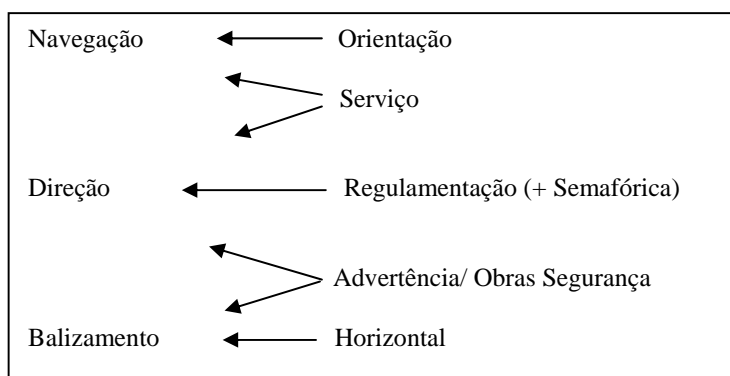 Navegação Orientação
Serviço
Direção Regulamentação (+ Semafórica)
Advertência/ Obras Segurança
Balizamento Horizontal